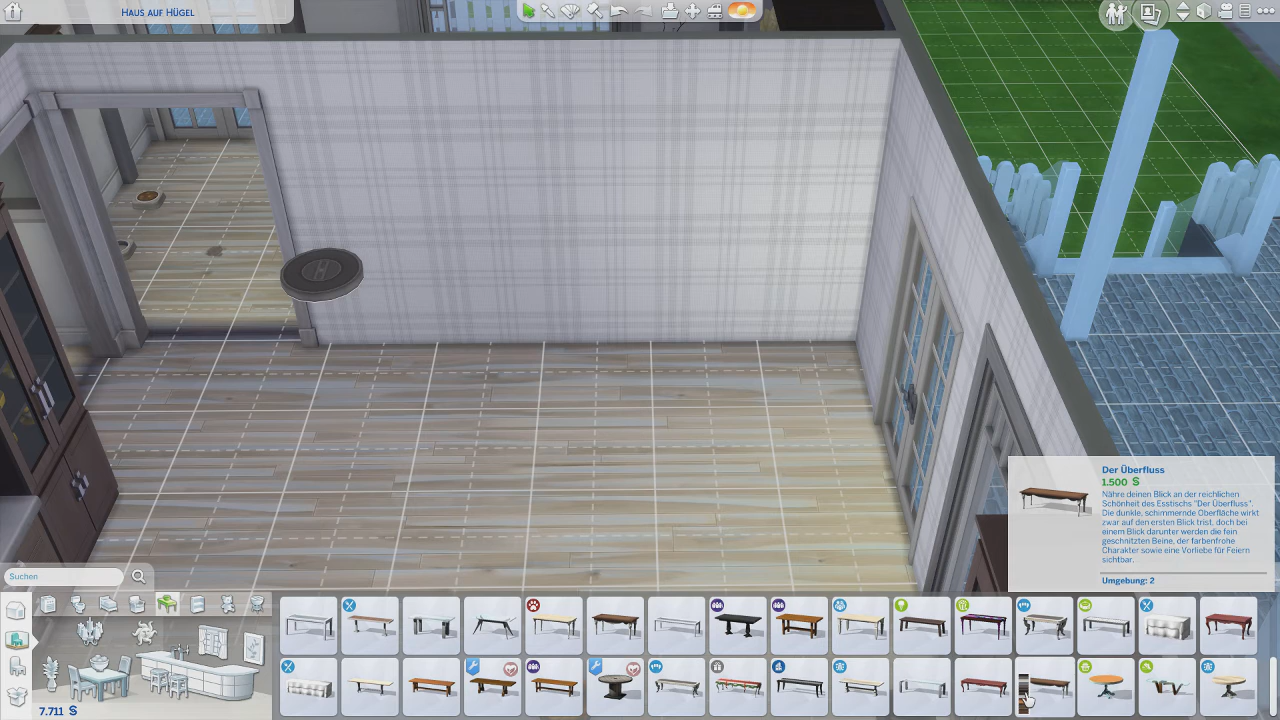 Haus auf Hügel
Der Überfluss
1.500 $
Nähre deinen Blick an der reichlichen
Schönheit des Esstischs "Der Überfluss".
Die dunkle, schimmernde Oberfläche wirkt
zwar auf den ersten Blick trist, doch bei
einem Blick darunter werden die fein
geschnitzten Beine, der farbenfrohe
Charakter sowie eine Vorliebe für Feiern
sichtbar.
Umgebung: 2
Suchen
7.711 $